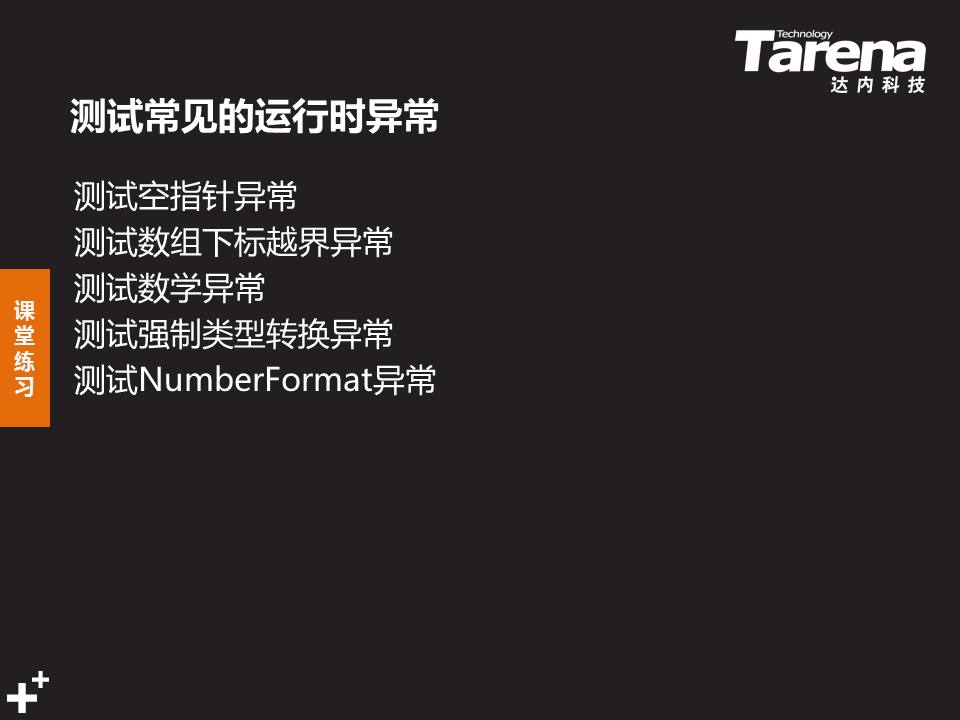 Technology
Tarena
达内科技
测试常见的运行时异常
测试空指针异常
测试数组下标越界异常
测试数学异常
测试强制类型转换异常
测试NumberFormat异常
课
堂
练
习